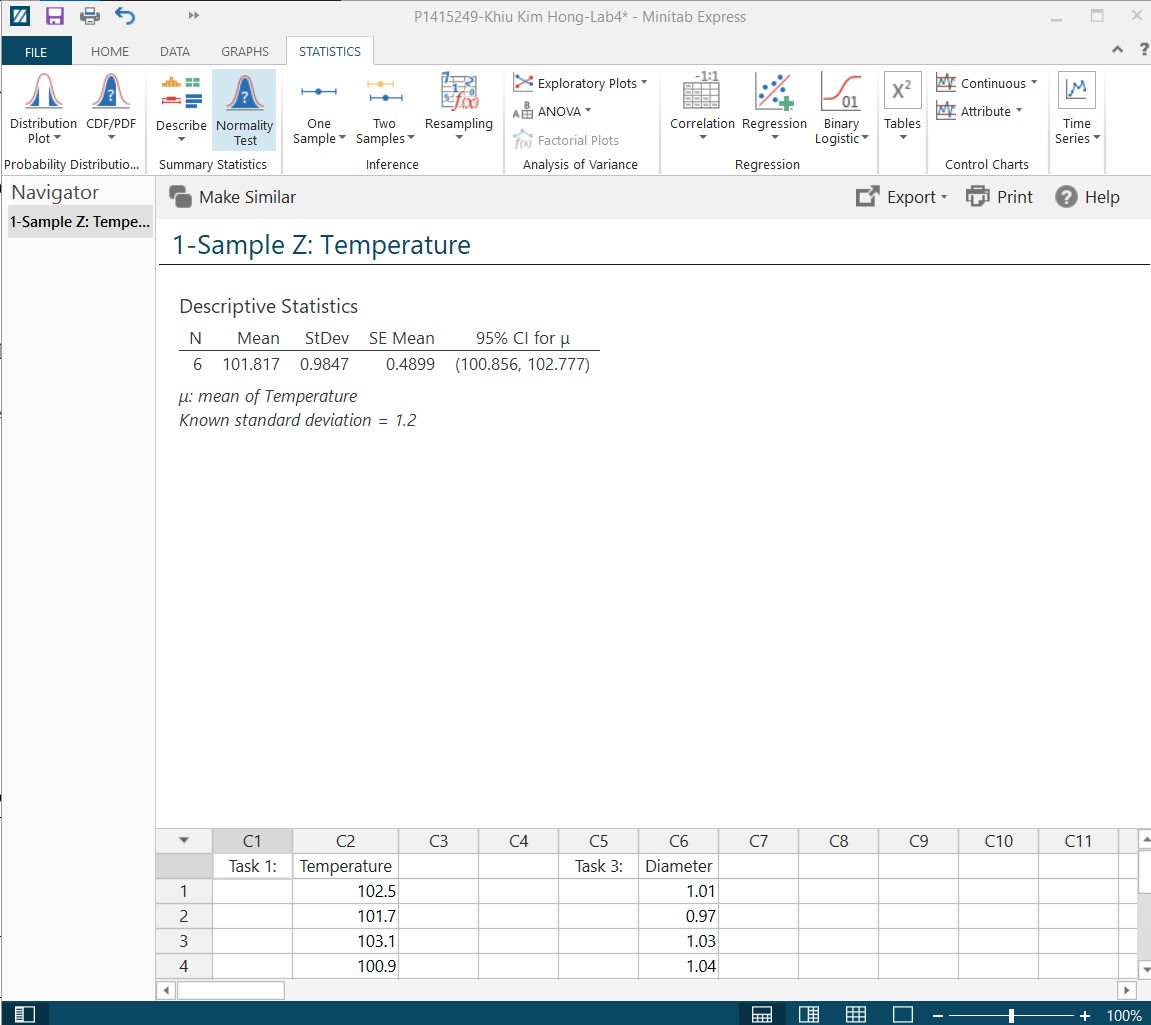 P1415249-Khiu Kim Hong-Lab4* - Minitab Express
FILE HOME DATA GRAPHS STATISTICS ?
Distribution Plot
CDF/PDF
Probability Distributio...
Describe
Normality Test
Summary Statistics
One Sample
Two Samples
Resampling
Inference
Exploratory Plots
ANOVA
Factorial Plots
Analysis of Variance
Correlation
Regression
Binary Logistic
Regression
X²
Tables
Continuous
Attribute
Control Charts
Time Series
Navigator
1-Sample Z: Tempe...
Make Similar
Export
Print
Help
1-Sample Z: Temperature
Descriptive Statistics
N Mean StDev SE Mean 95% CI for μ
6 101.817 0.9847 0.4899 (100.856, 102.777)
μ: mean of Temperature
Known standard deviation = 1.2
C1 C2 C3 C4 C5 C6 C7 C8 C9 C10 C11
Task 1: Temperature Task 3: Diameter
1 102.5 1.01
2 101.7 0.97
3 103.1 1.03
4 100.9 1.04
100%